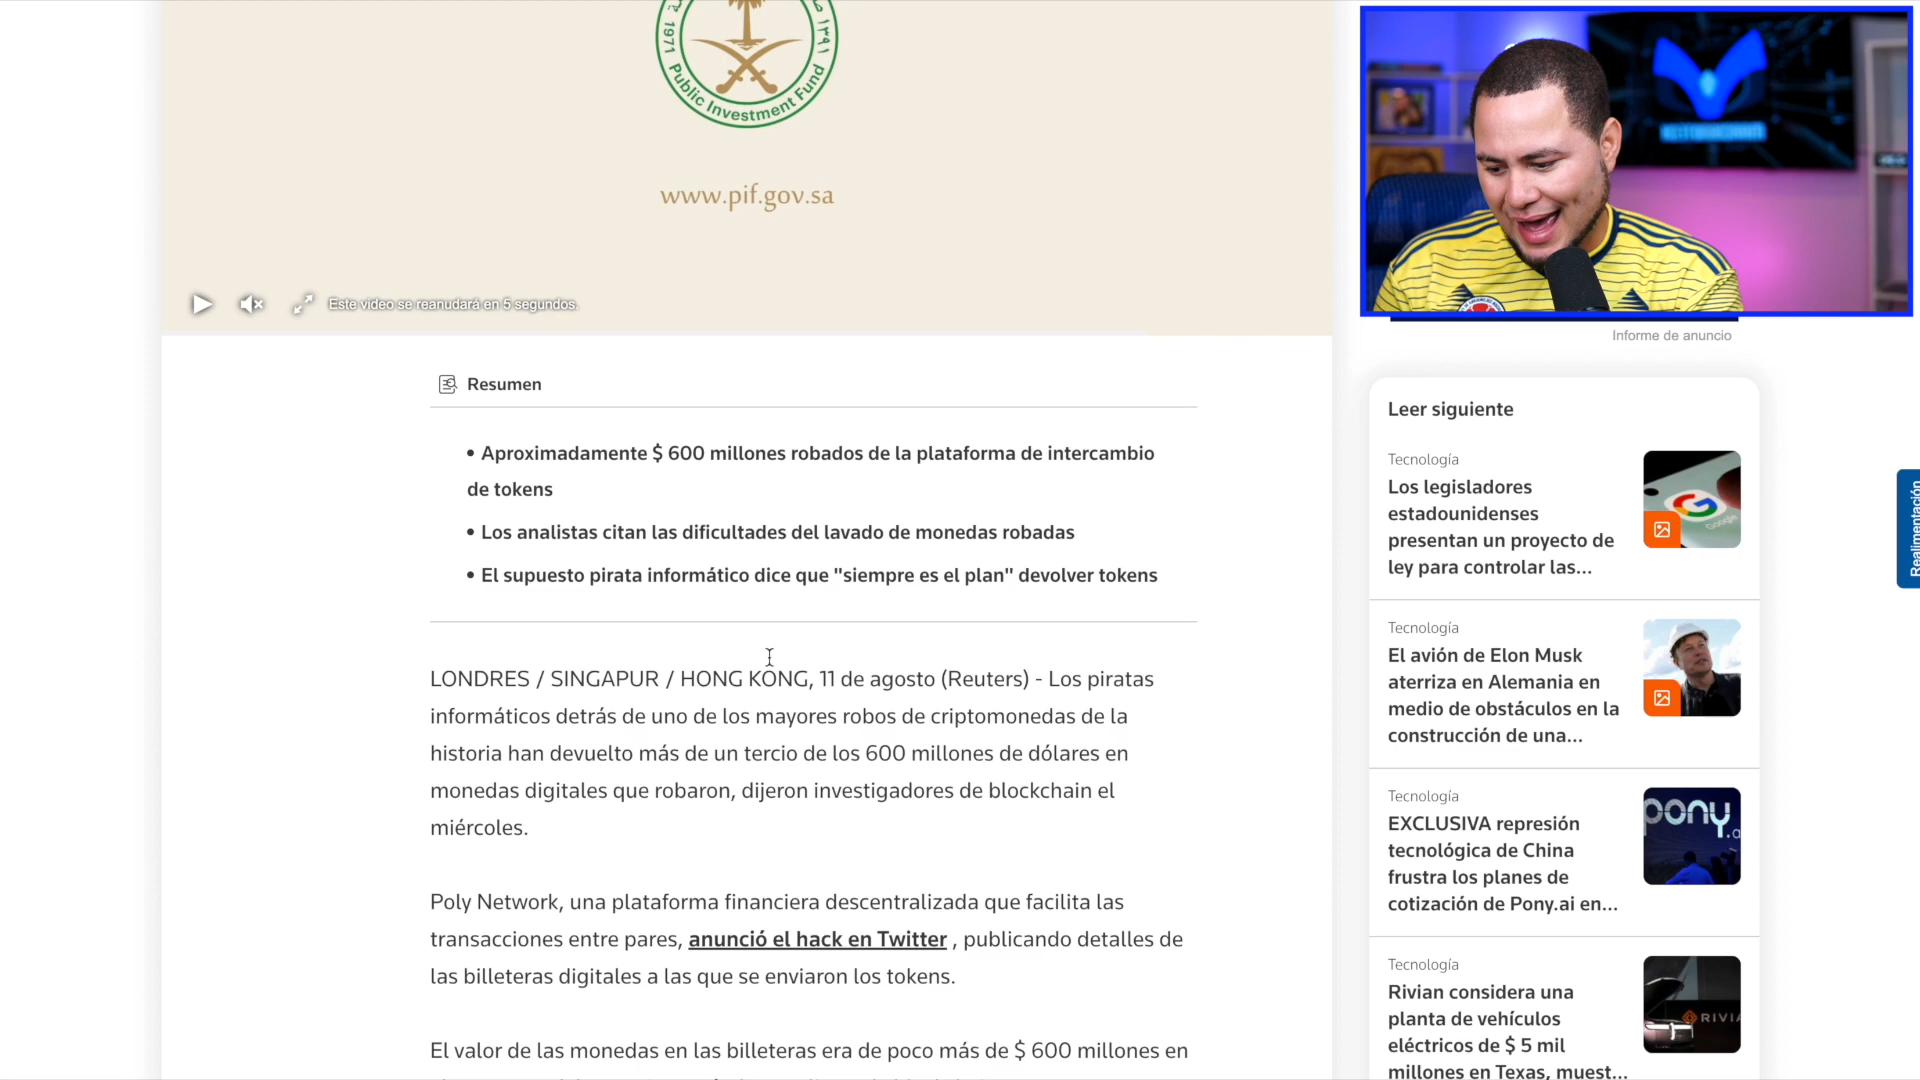 1971
Public Investment Fund
١٣٩١
www.pif.gov.sa
Este video se reanudará en 5 segundos.
Informe de anuncio
Resumen
• Aproximadamente $ 600 millones robados de la plataforma de intercambio
de tokens
• Los analistas citan las dificultades del lavado de monedas robadas
• El supuesto pirata informático dice que "siempre es el plan" devolver tokens
LONDRES / SINGAPUR / HONG KONG, 11 de agosto (Reuters) - Los piratas
informáticos detrás de uno de los mayores robos de criptomonedas de la
historia han devuelto más de un tercio de los 600 millones de dólares en
monedas digitales que robaron, dijeron investigadores de blockchain el
miércoles.
Poly Network, una plataforma financiera descentralizada que facilita las
transacciones entre pares, anunció el hack en Twitter , publicando detalles de
las billeteras digitales a las que se enviaron los tokens.
El valor de las monedas en las billeteras era de poco más de $ 600 millones en
Leer siguiente
Tecnología
Los legisladores
estadounidenses
presentan un proyecto de
ley para controlar las...
Google
Tecnología
El avión de Elon Musk
aterriza en Alemania en
medio de obstáculos en la
construcción de una...
Tecnología
EXCLUSIVA represión
tecnológica de China
frustra los planes de
cotización de Pony.ai en...
pony.a
Tecnología
Rivian considera una
planta de vehículos
eléctricos de $ 5 mil
millones en Texas, muest...
RIVIA
Realimentación